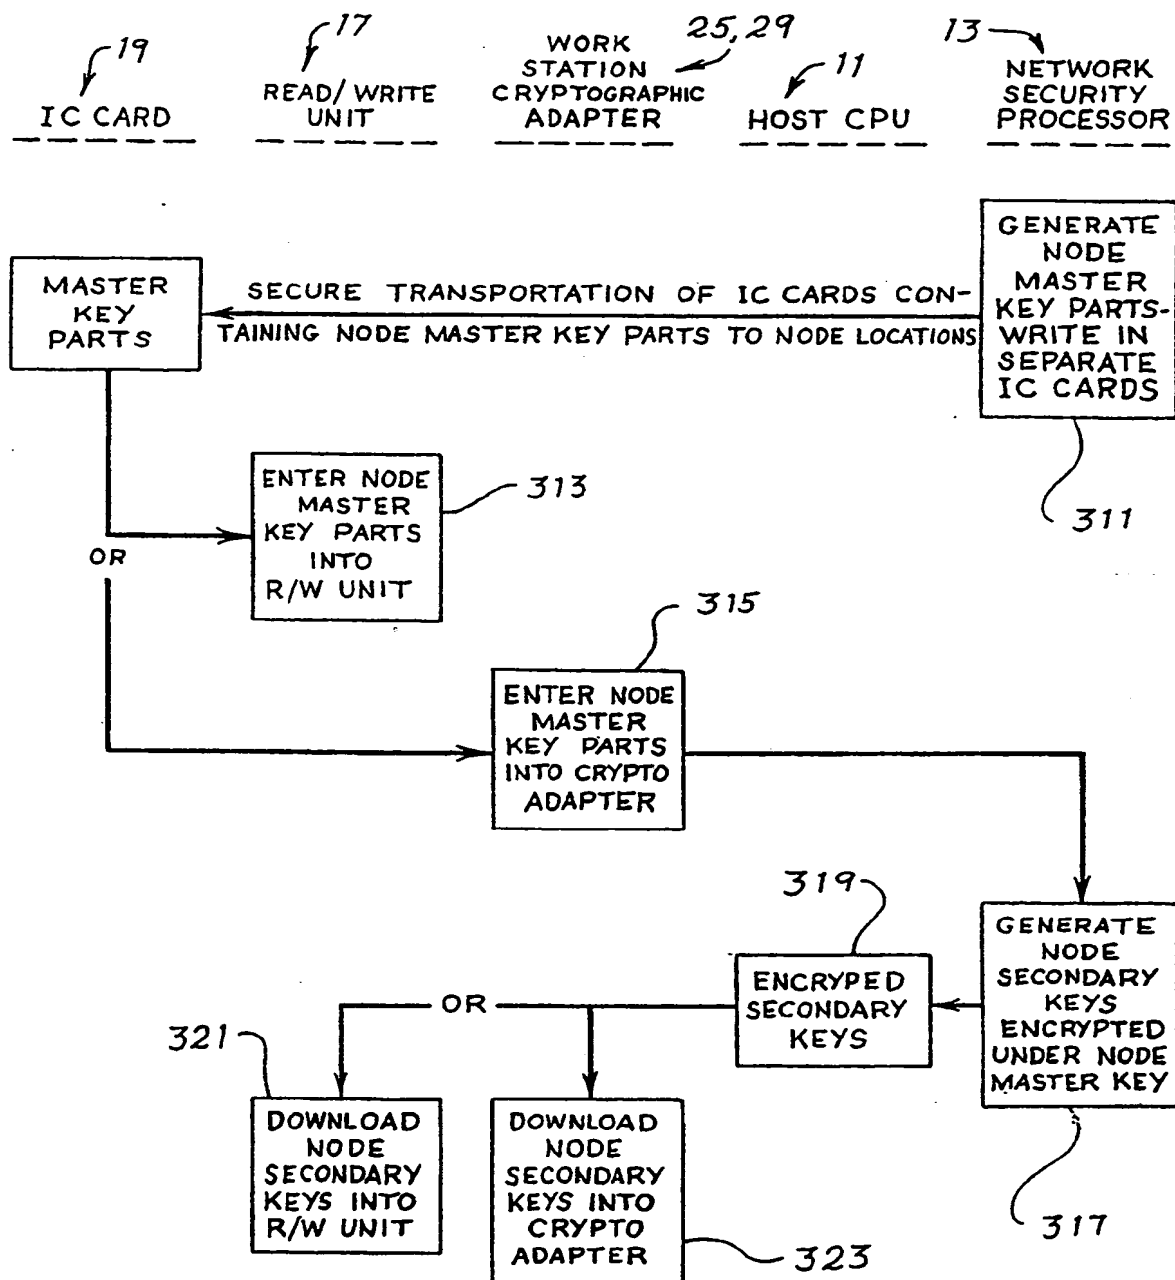 19
IC CARD
17
READ/WRITE
UNIT
25, 29
WORK
STATION
CRYPTOGRAPHIC
ADAPTER
11
HOST CPU
13
NETWORK
SECURITY
PROCESSOR
GENERATE
NODE
MASTER
KEY PARTS-
WRITE IN
SEPARATE
IC CARDS
311
SECURE TRANSPORTATION OF IC CARDS CON-
TAINING NODE MASTER KEY PARTS TO NODE LOCATIONS
MASTER
KEY
PARTS
OR
ENTER NODE
MASTER
KEY PARTS
INTO
R/W UNIT
313
315
ENTER NODE
MASTER
KEY PARTS
INTO CRYPTO
ADAPTER
GENERATE
NODE
SECONDARY
KEYS
ENCRYPTED
UNDER NODE
MASTER KEY
317
319
ENCRYPED
SECONDARY
KEYS
OR
321
DOWNLOAD
NODE
SECONDARY
KEYS INTO
R/W UNIT
DOWNLOAD
NODE
SECONDARY
KEYS INTO
CRYPTO
ADAPTER
323